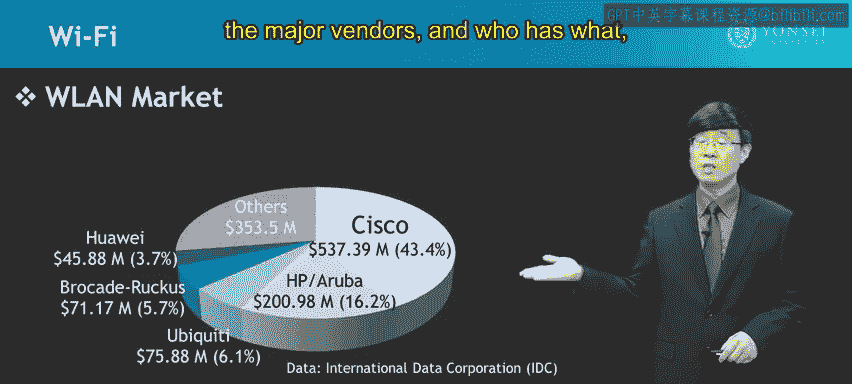 GPT中英字幕课程资源@bilibili.com
the major vendors, and who has what,
Wi-Fi
YONSEI
❖ WLAN Market
Others
$353.5 M
Cisco
$537.39 M (43.4%)
Huawei
$45.88 M (3.7%)
HP/Aruba
$200.98 M (16.2%)
Brocade-Ruckus
$71.17 M (5.7%)
Ubiquiti
$75.88 M (6.1%)
Data: International Data Corporation (IDC)